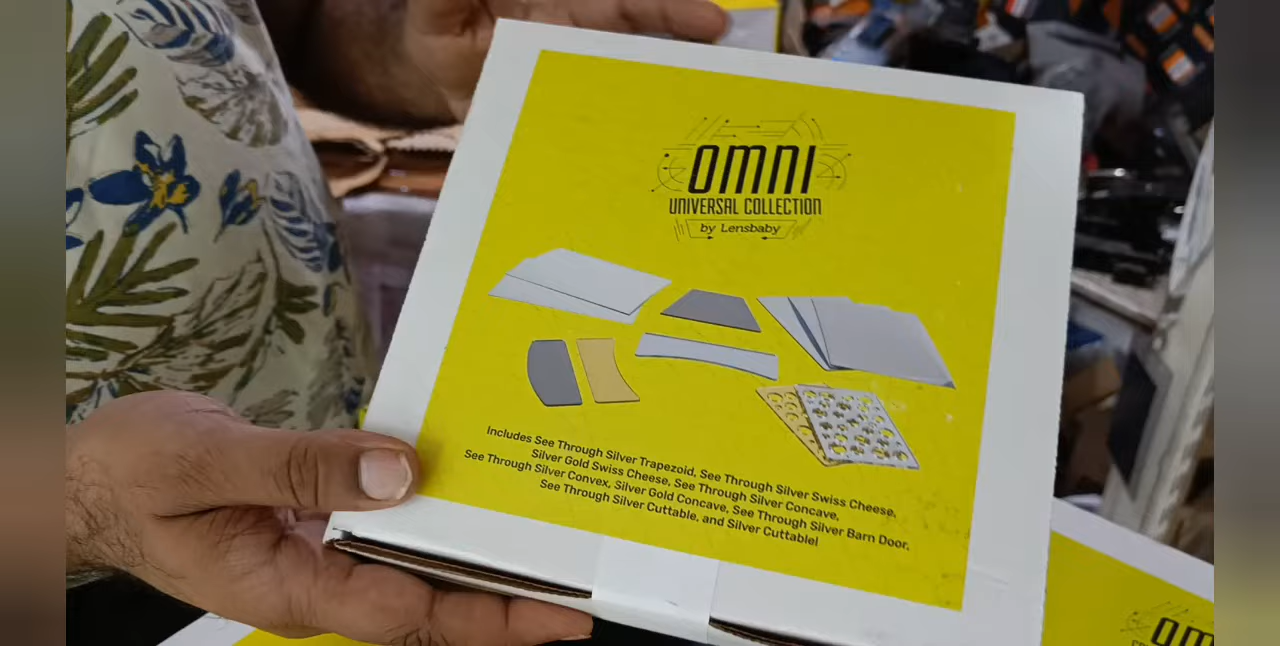 OMNI
UNIVERSAL COLLECTION
by Lensbaby
Includes See Through Silver Trapezoid, See Through Silver Swiss Cheese,
Silver Gold Swiss Cheese, See Through Silver Concave,
See Through Silver Convex, Silver Gold Concave, See Through Silver Barn Door,
See Through Silver Cuttable, and Silver Cuttable!
OM